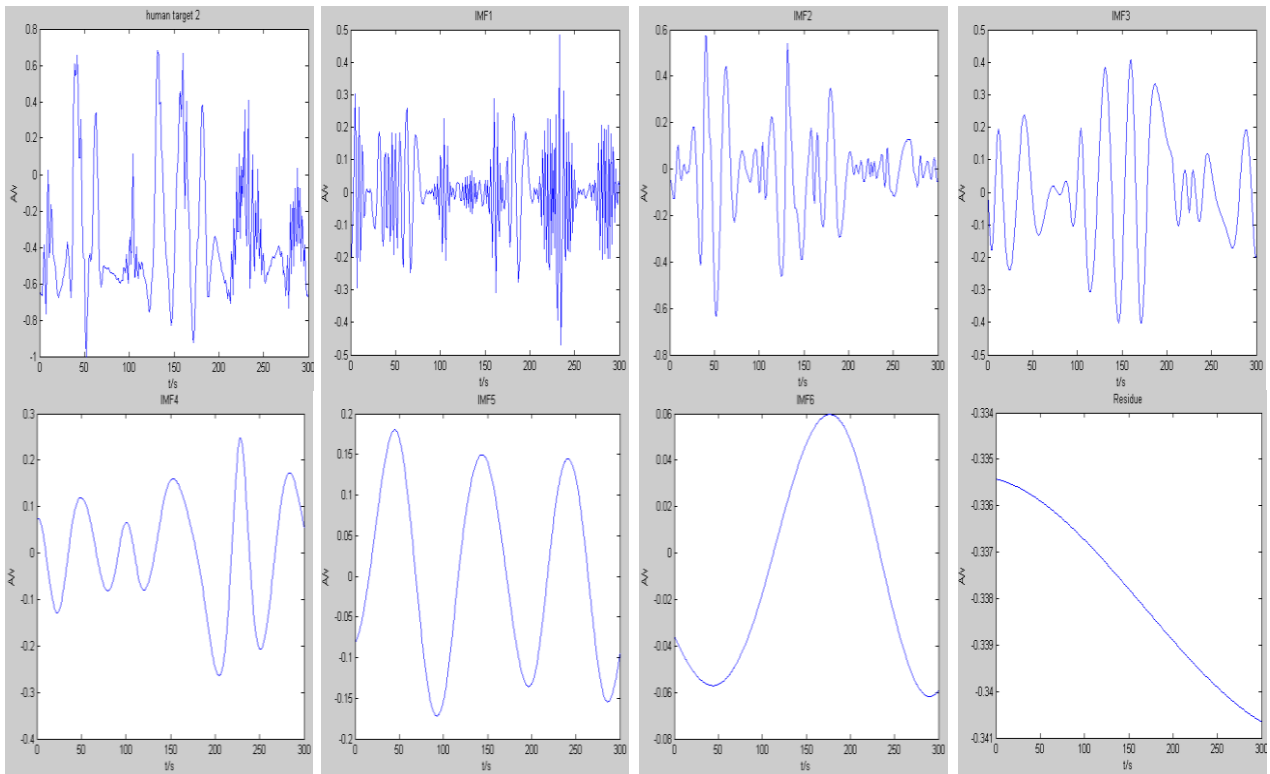 human target 2
0.8
0.6
0.4
0.2
0
-0.2
-0.4
-0.6
-0.8
-1
A/v
0 50 100 150 200 250 300
t/s
IMF1
0.5
0.4
0.3
0.2
0.1
0
-0.1
-0.2
-0.3
-0.4
-0.5
A/v
0 50 100 150 200 250 300
t/s
IMF2
0.6
0.4
0.2
0
-0.2
-0.4
-0.6
-0.8
A/v
0 50 100 150 200 250 300
t/s
IMF3
0.5
0.4
0.3
0.2
0.1
0
-0.1
-0.2
-0.3
-0.4
-0.5
A/v
0 50 100 150 200 250 300
t/s
IMF4
0.3
0.2
0.1
0
-0.1
-0.2
-0.3
-0.4
A/v
0 50 100 150 200 250 300
t/s
IMF5
0.2
0.15
0.1
0.05
0
-0.05
-0.1
-0.15
-0.2
A/v
0 50 100 150 200 250 300
t/s
IMF6
0.06
0.04
0.02
0
-0.02
-0.04
-0.06
-0.08
A/v
0 50 100 150 200 250 300
t/s
Residue
-0.334
-0.335
-0.336
-0.337
-0.338
-0.339
-0.34
-0.341
A/v
0 50 100 150 200 250 300
t/s